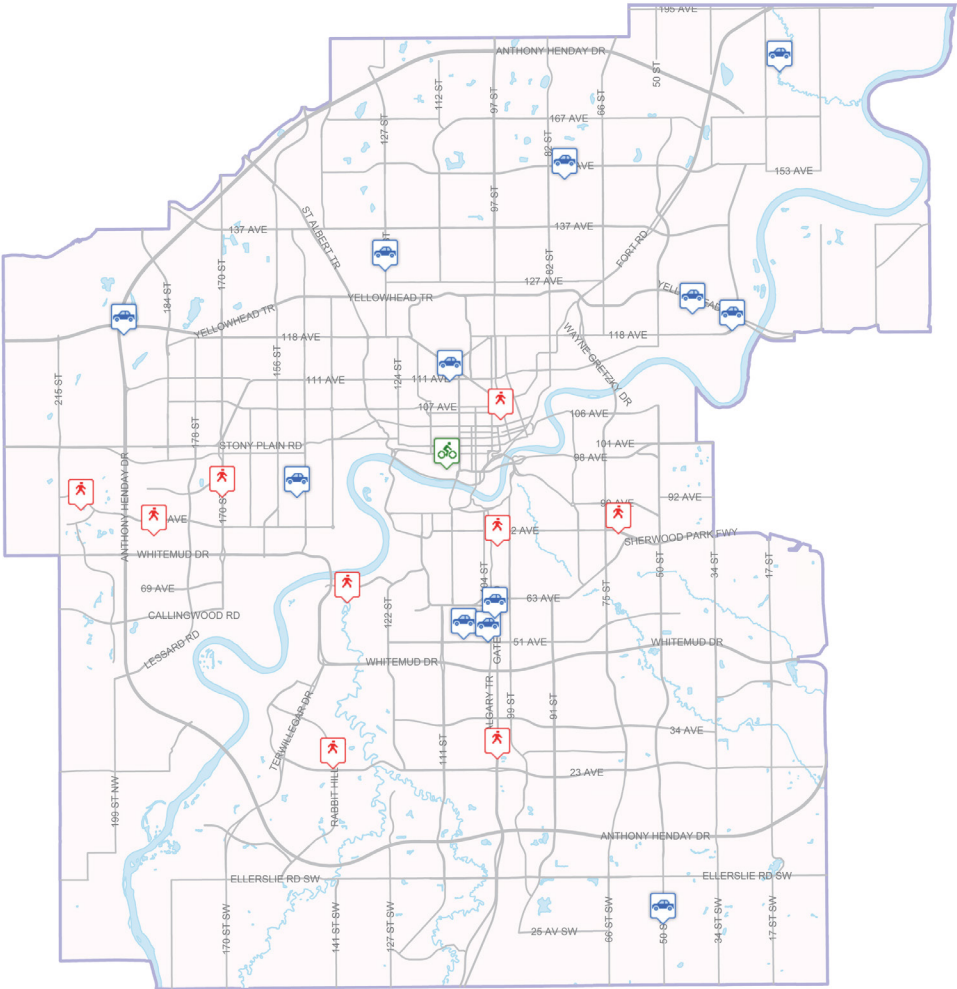 195 AVE
ANTHONY HENDAY DR
50 ST
112 ST
97 ST
66 ST
167 AVE
127 ST
82 ST
AVE
153 AVE
97 ST
ST ALBERT TR
137 AVE
137 AVE
FORT RD
170 ST
82 ST
127 AVE
184 ST
YELLOWHEAD TR
YELLOWHEAD TR
118 AVE
118 AVE
WAYNE GRETZKY DR
156 ST
124 ST
215 ST
111 AVE
111 AVE
107 AVE
106 AVE
178 ST
STONY PLAIN RD
101 AVE
98 AVE
ANTHONY HENDAY DR
170 S
92 AVE
AVE
2 AVE
SHERWOOD PARK FWY
WHITEMUD DR
50 ST
34 ST
17 ST
69 AVE
122 ST
63 AVE
75 ST
CALLINGWOOD RD
LESSARD RD
51 AVE
WHITEMUD DR
GATE
WHITEMUD DR
99 ST
91 ST
TERWILLEGAR DR
111 ST
34 AVE
23 AVE
199 ST NW
RABBIT HILL
ANTHONY HENDAY DR
ELLERSLIE RD SW
ELLERSLIE RD SW
170 ST SW
141 ST SW
127 ST SW
25 AV SW
66 ST SW
50 S
34 ST SW
17 ST SW